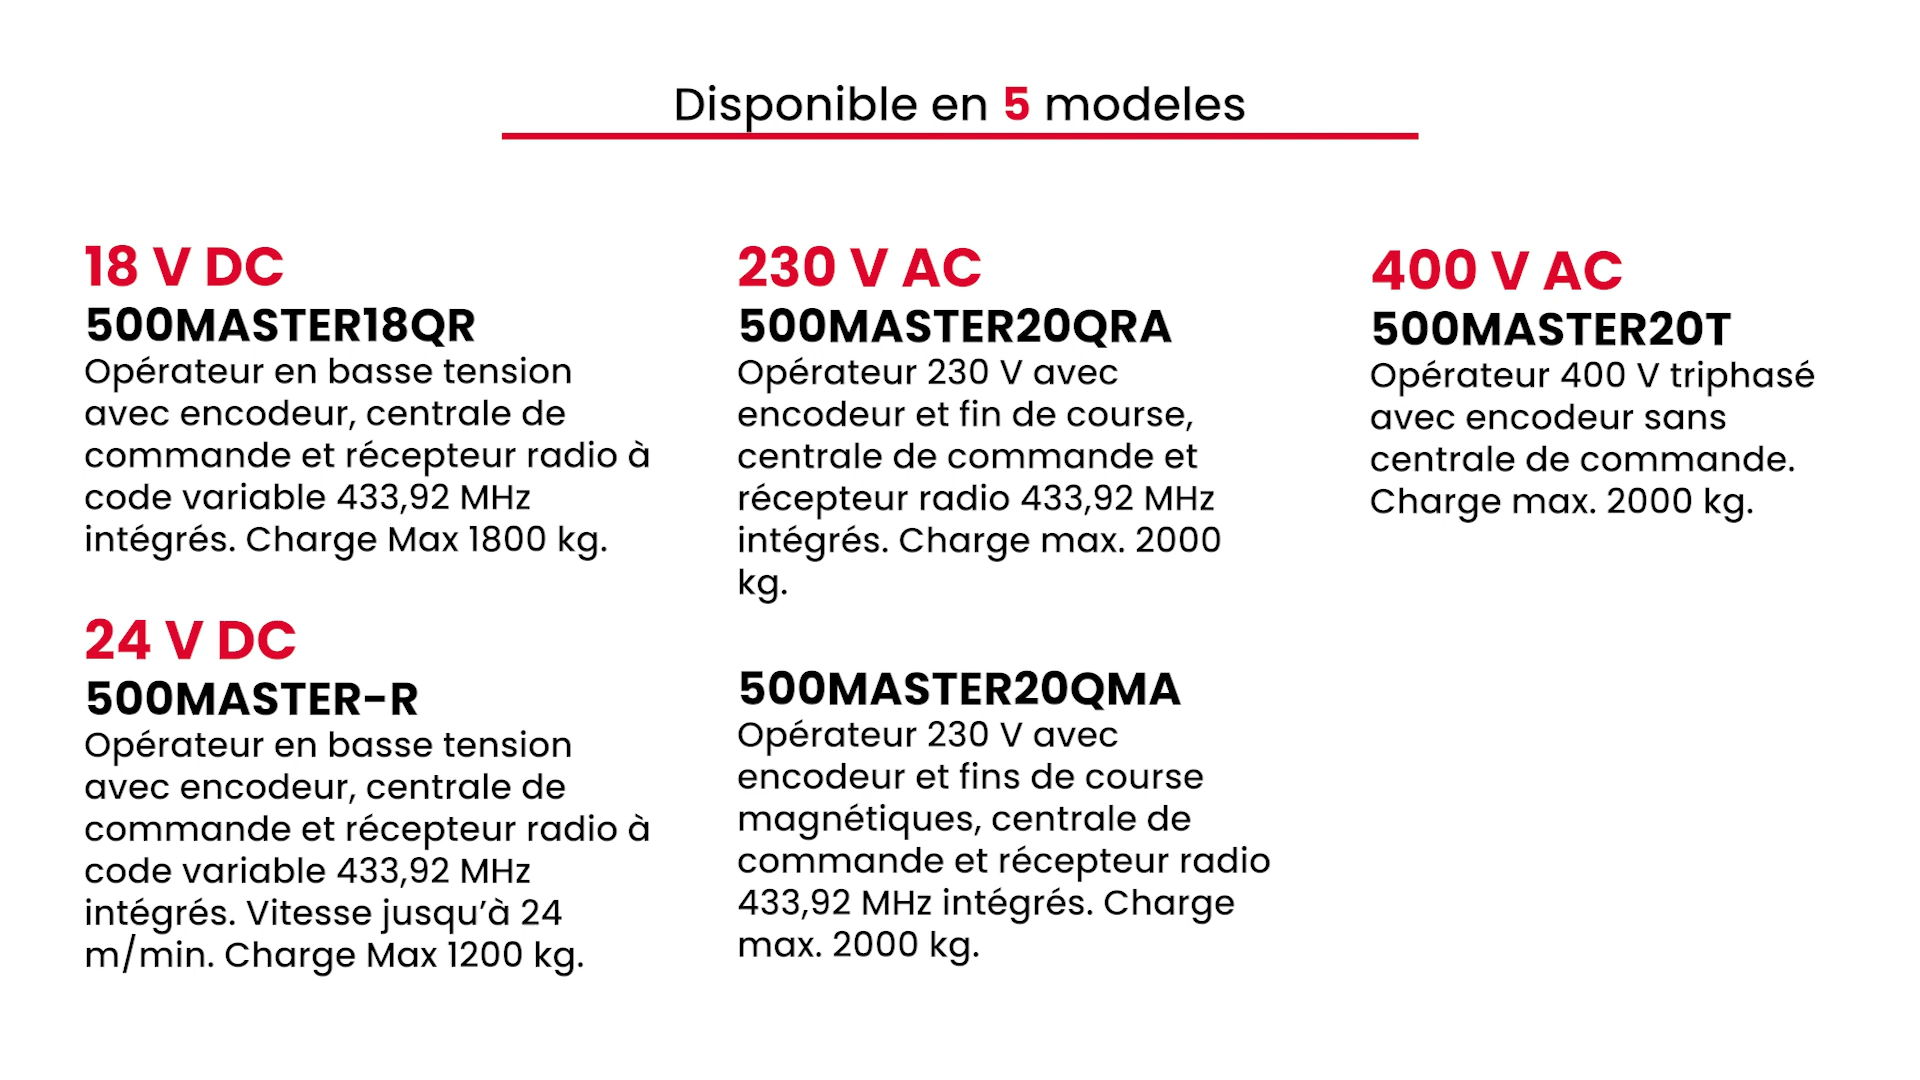 Disponible en 5 modeles
18 V DC
500MASTER18QR
Opérateur en basse tension
avec encodeur, centrale de
commande et récepteur radio à
code variable 433,92 MHz
intégrés. Charge Max 1800 kg.
24 V DC
500MASTER-R
Opérateur en basse tension
avec encodeur, centrale de
commande et récepteur radio à
code variable 433,92 MHz
intégrés. Vitesse jusqu’à 24
m/min. Charge Max 1200 kg.
230 V AC
500MASTER20QRA
Opérateur 230 V avec
encodeur et fin de course,
centrale de commande et
récepteur radio 433,92 MHz
intégrés. Charge max. 2000
kg.
500MASTER20QMA
Opérateur 230 V avec
encodeur et fins de course
magnétiques, centrale de
commande et récepteur radio
433,92 MHz intégrés. Charge
max. 2000 kg.
400 V AC
500MASTER20T
Opérateur 400 V triphasé
avec encodeur sans
centrale de commande.
Charge max. 2000 kg.